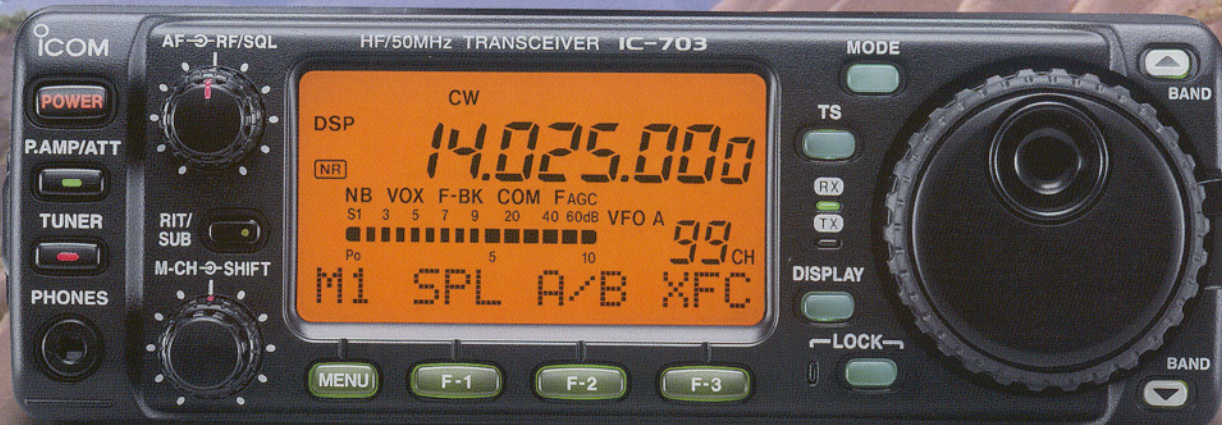 ICOM
AF RF/SQL
HF/50MHz TRANSCEIVER IC-703
MODE
BAND
POWER
P.AMP/ATT
TUNER
PHONES
RIT/
SUB
M-CH SHIFT
CW
DSP
14.025.000
NR
NB VOX F-BK COM FAGC
S1 3 5 7 9 20 40 60dB VFO A
99 CH
Po 5 10
M1 SPL A/B XFC
MENU F-1 F-2 F-3
TS
RX
TX
DISPLAY
LOCK
BAND